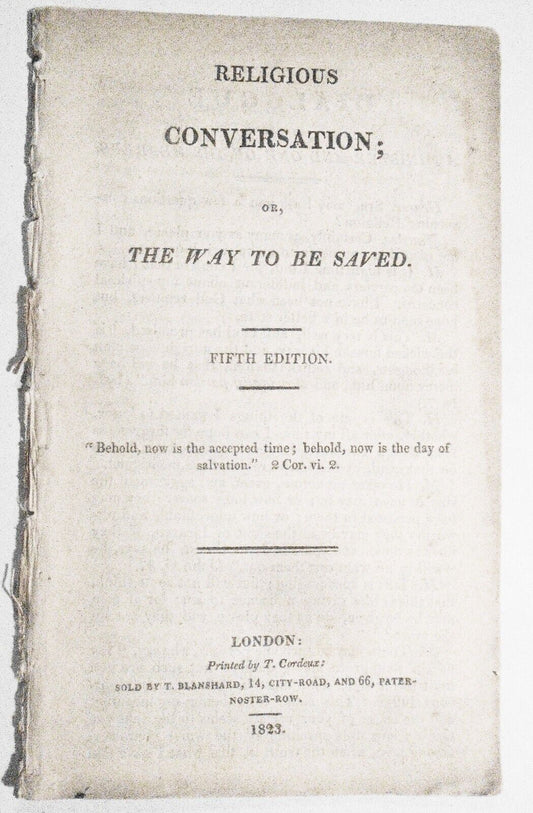 RELIGIOUS
CONVERSATION;
OR,
THE WAY TO BE SAVED.
FIFTH EDITION.
"Behold, now is the accepted time; behold, now is the day of
salvation." 2 Cor. vi. 2.
LONDON:
Printed by T. Cordeux:
SOLD BY T. BLANSHARD, 14, CITY-ROAD, AND 66, PATER-
NOSTER-ROW.
1823.